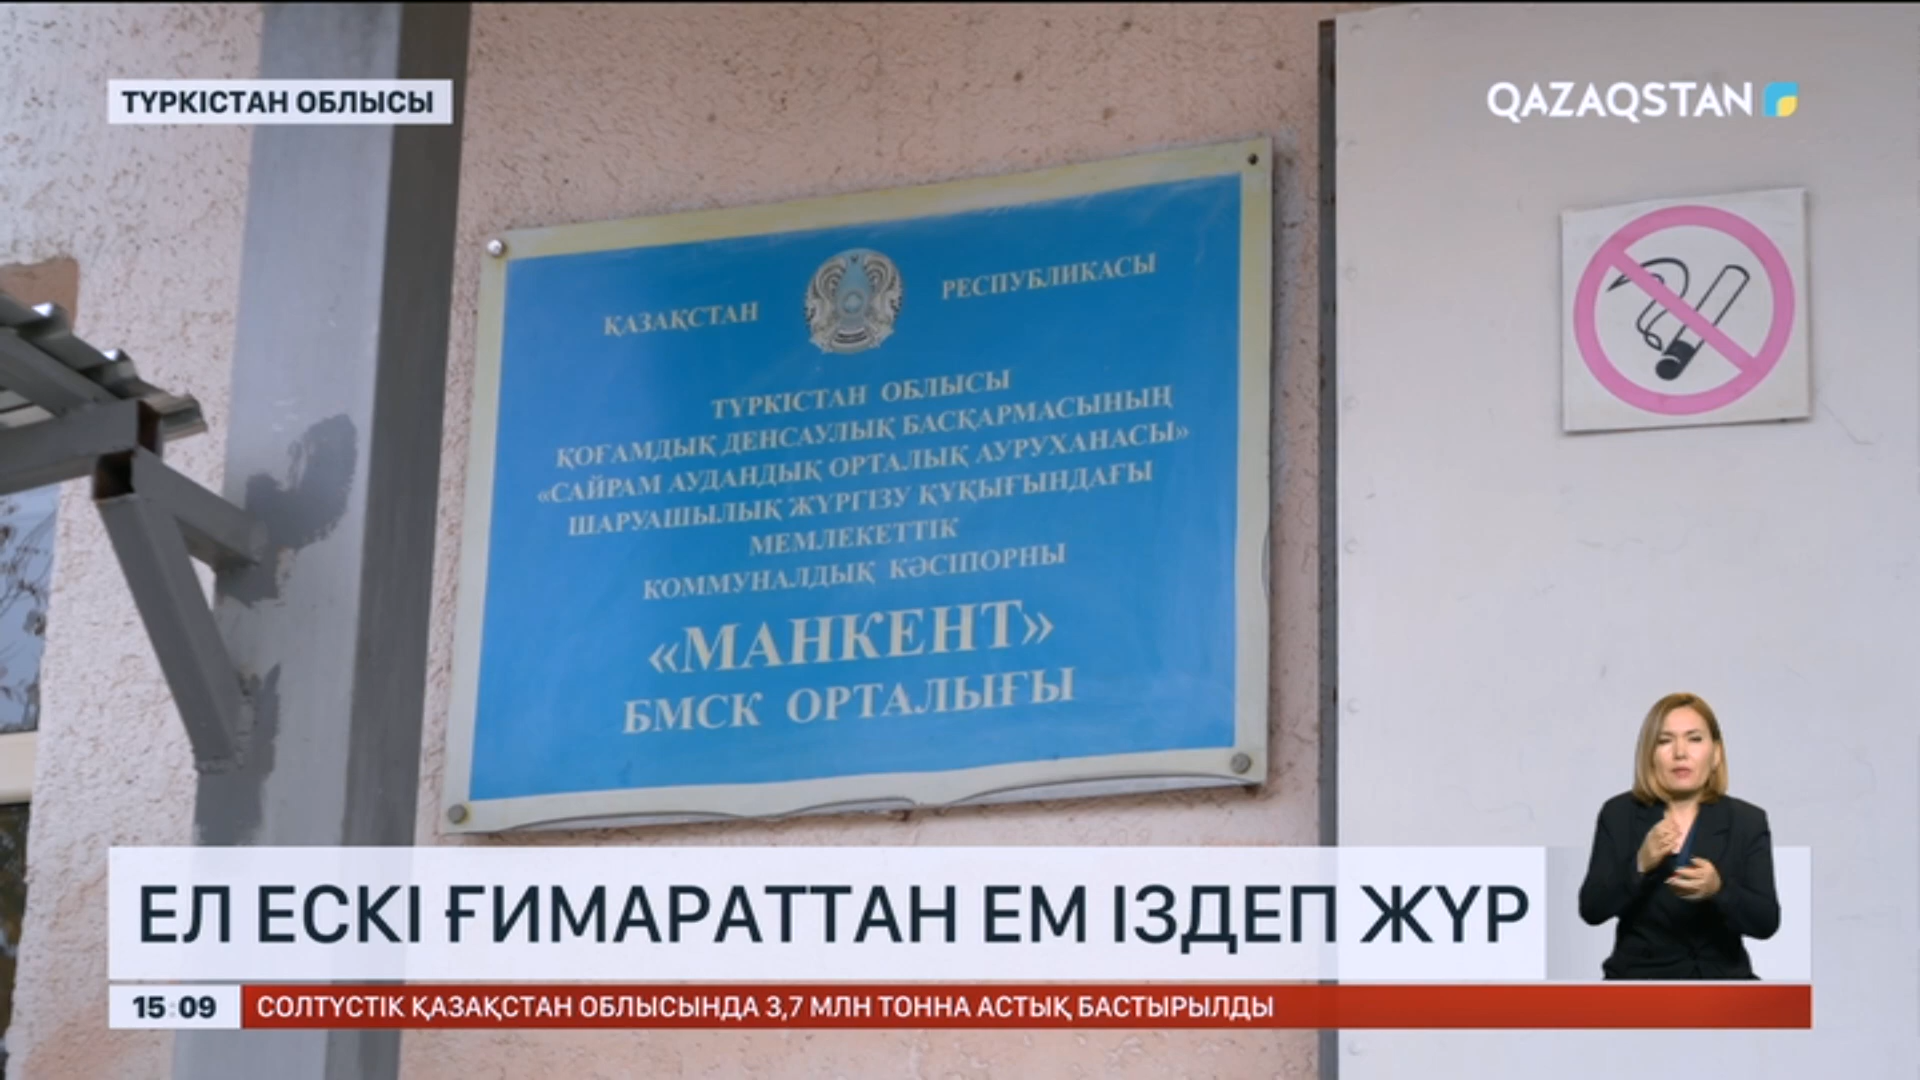 ТҮРКІСТАН ОБЛЫСЫ
QAZAQSTAN
ҚАЗАҚСТАН РЕСПУБЛИКАСЫ
ТҮРКІСТАН ОБЛЫСЫ
ҚОҒАМДЫҚ ДЕНСАУЛЫҚ БАСҚАРМАСЫНЫҢ
«САЙРАМ АУДАНДЫҚ ОРТАЛЫҚ АУРУХАНАСЫ»
ШАРУАШЫЛЫҚ ЖҮРГІЗУ ҚҰҚЫҒЫНДАҒЫ
МЕМЛЕКЕТТІК
КОММУНАЛДЫҚ КӘСІПОРНЫ
«МАНКЕНТ»
БМСК ОРТАЛЫҒЫ
ЕЛ ЕСКІ ҒИМАРАТТАН ЕМ ІЗДЕП ЖҮР
15:09 СОЛТҮСТІК ҚАЗАҚСТАН ОБЛЫСЫНДА 3,7 МЛН ТОННА АСТЫҚ БАСТЫРЫЛДЫ